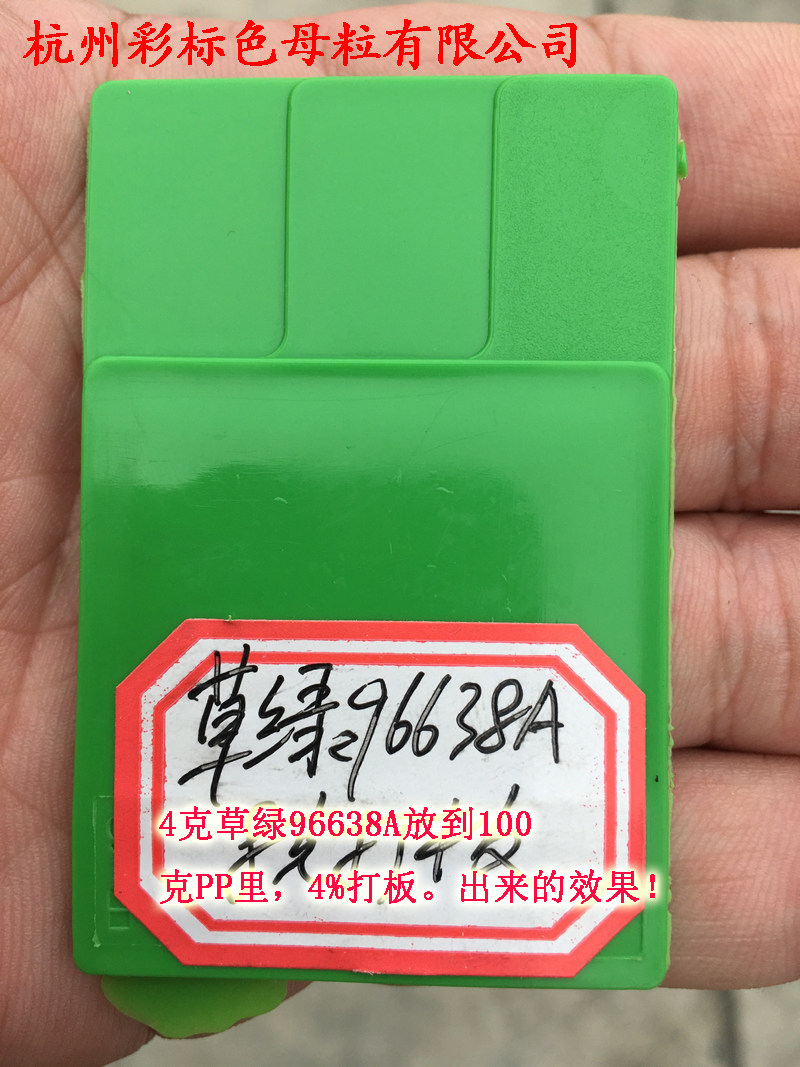 杭州彩标色母粒有限公司
草绿96638A
4克草绿96638A放到100
克PP里，4%打板。出来的效果！